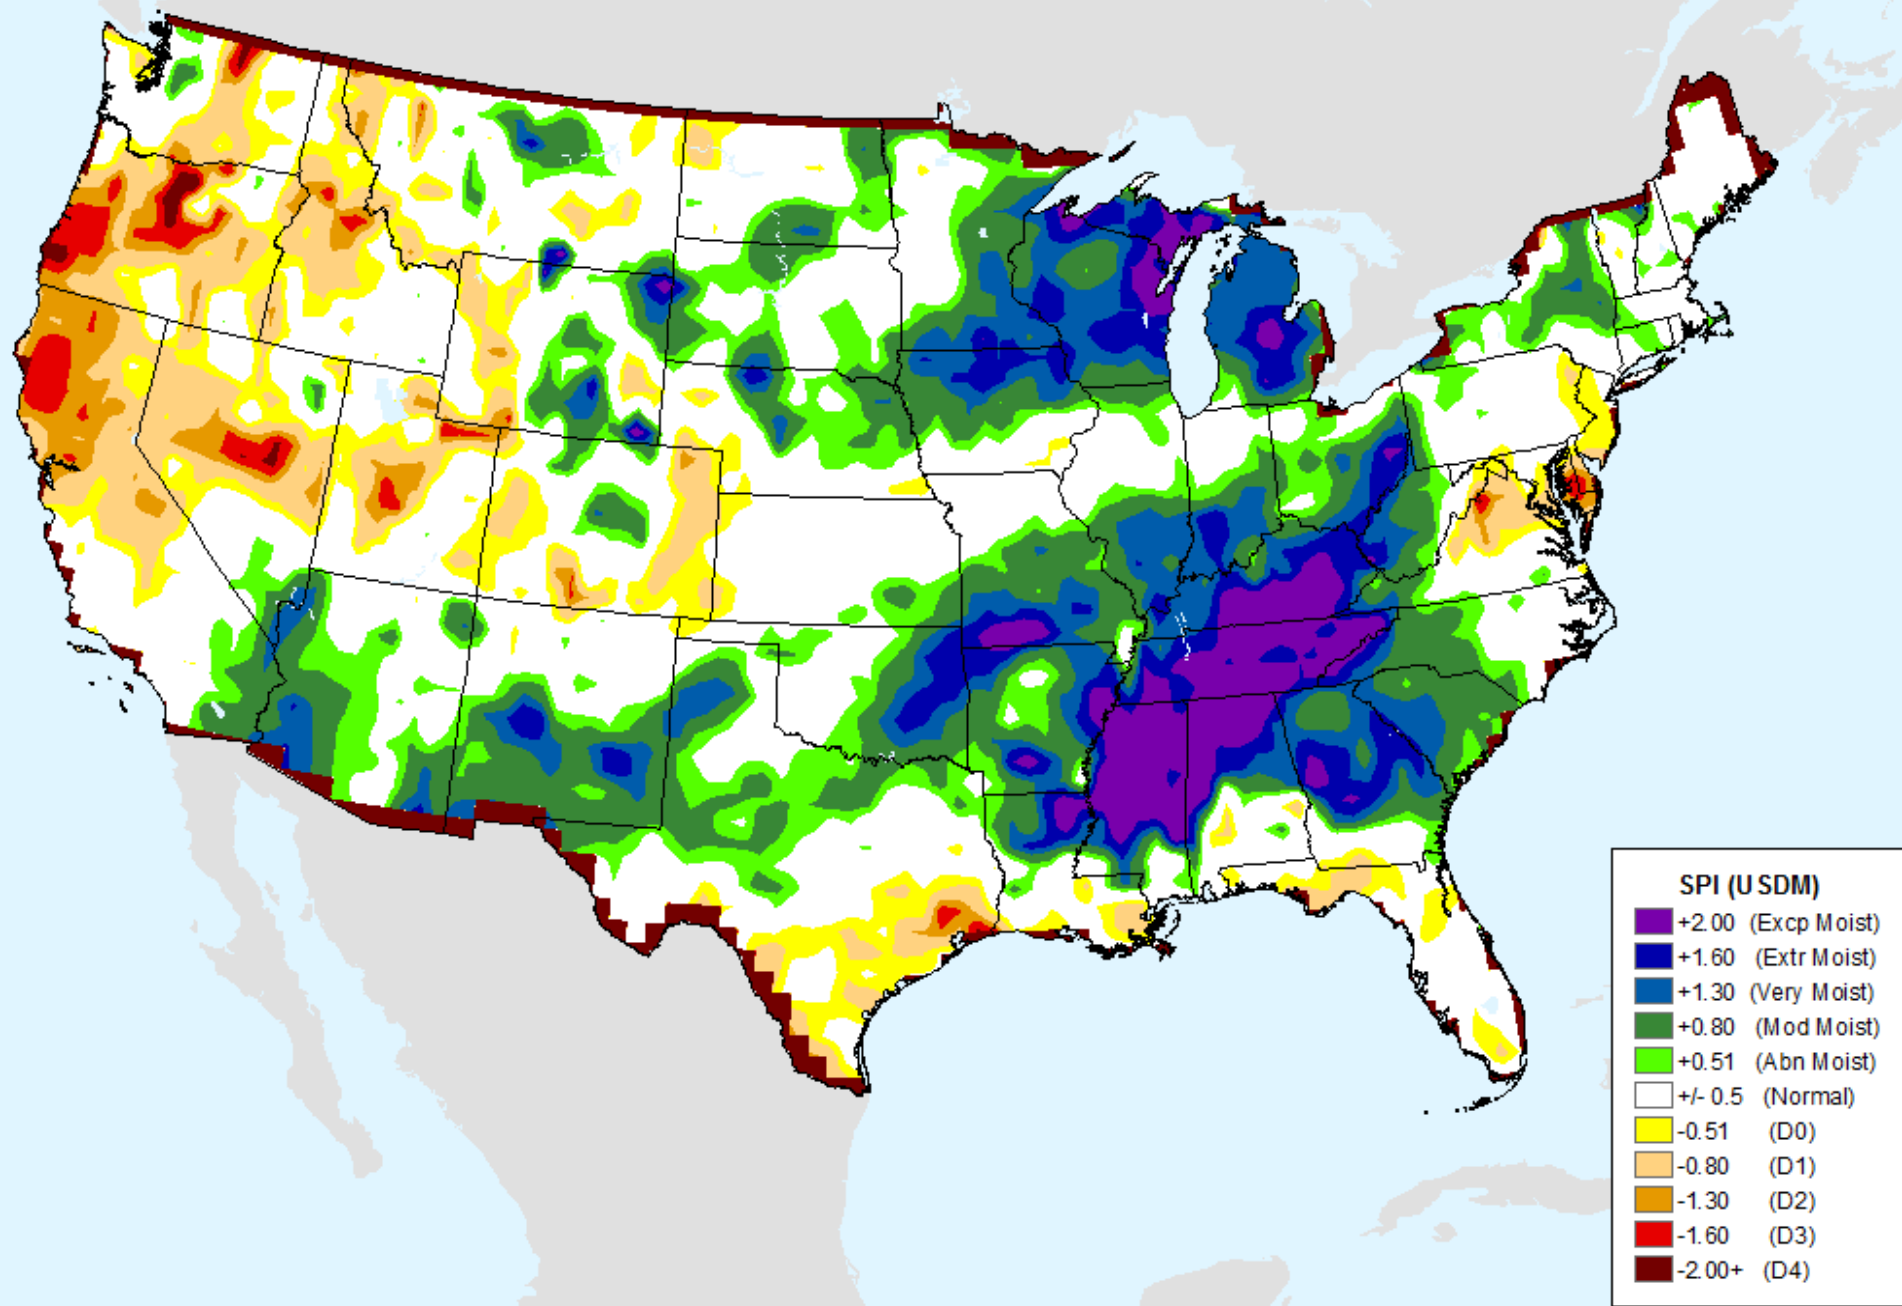 SPI (USDM)
+2.00 (Excp Moist)
+1.60 (Extr Moist)
+1.30 (Very Moist)
+0.80 (Mod Moist)
+0.51 (Abn Moist)
+/- 0.5 (Normal)
-0.51 (D0)
-0.80 (D1)
-1.30 (D2)
-1.60 (D3)
-2.00+ (D4)